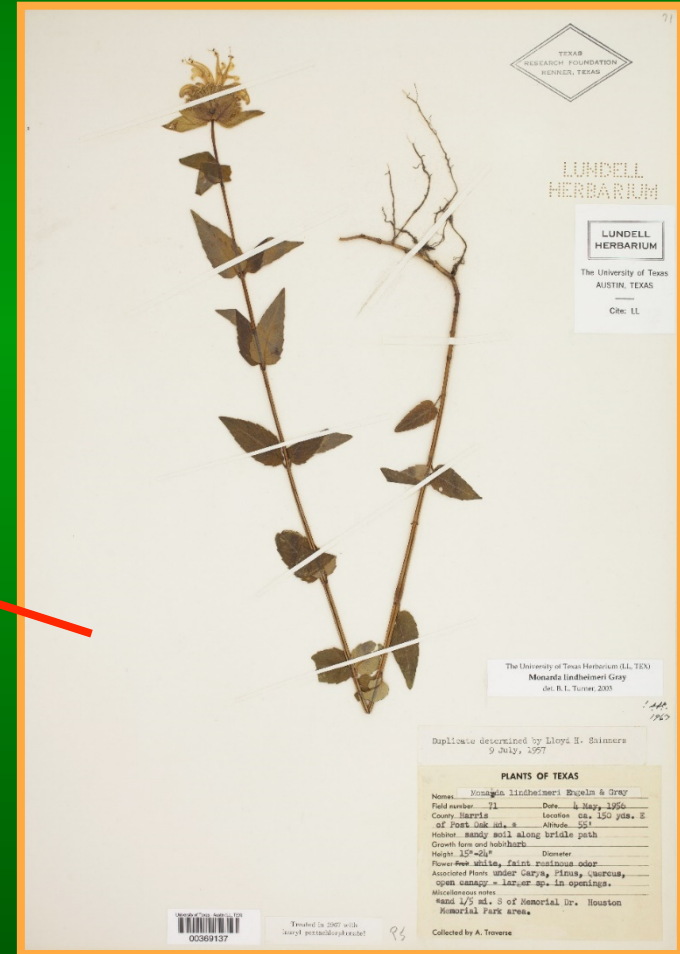 71
TEXAS
RESEARCH FOUNDATION
RENNER, TEXAS
LUNDELL
HERBARIUM
LUNDELL
HERBARIUM
The University of Texas
AUSTIN, TEXAS
Cite: LL
The University of Texas Herbarium (LL, TEX)
Monarda lindheimeri Gray
det. B. L. Turner, 2003
1963
Duplicate determined by Lloyd H. Shinners
9 July, 1957
PLANTS OF TEXAS
Names Monarda lindheimeri Engelm & Gray
Field number 71 Date 4 May, 1956
County Harris Location ca. 150 yds. E
of Post Oak Rd. * Altitude 55'
Habitat sandy soil along bridle path
Growth form and habit herb
Height 15"-24" Diameter
Flower Fruit white, faint resinous odor
Associated Plants under Carya, Pinus, Quercus,
open canopy - larger sp. in openings.
Miscellaneous notes
*and 1/5 mi. S of Memorial Dr. Houston
Memorial Park area.
Collected by A. Traverse
00369137
Treated in 2007 with